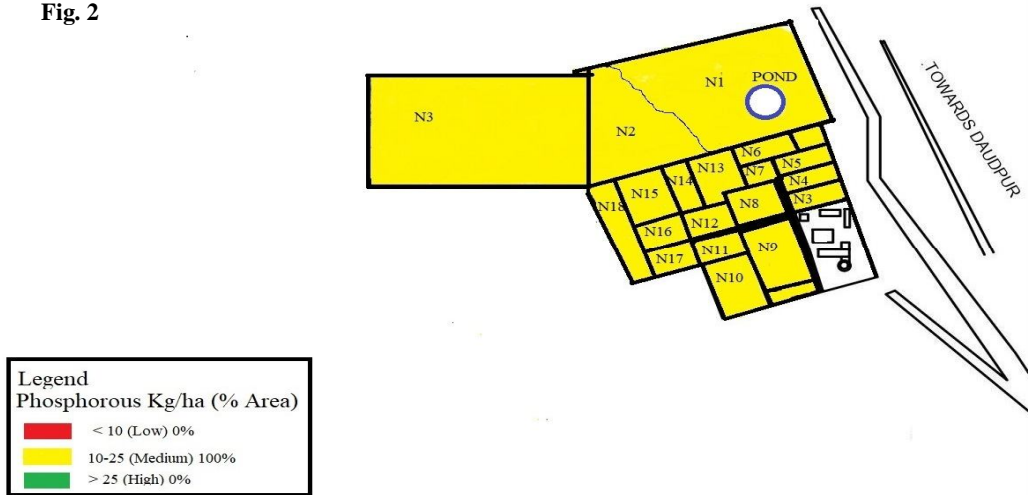 Fig. 2
N1
POND
N3
N2
N6
N13
N5
N7
N14
N4
N15
N3
N18
N8
N12
N16
N9
N11
N17
N10
TOWARDS DAUDPUR
Legend
Phosphorous Kg/ha (% Area)
< 10 (Low) 0%
10-25 (Medium) 100%
> 25 (High) 0%